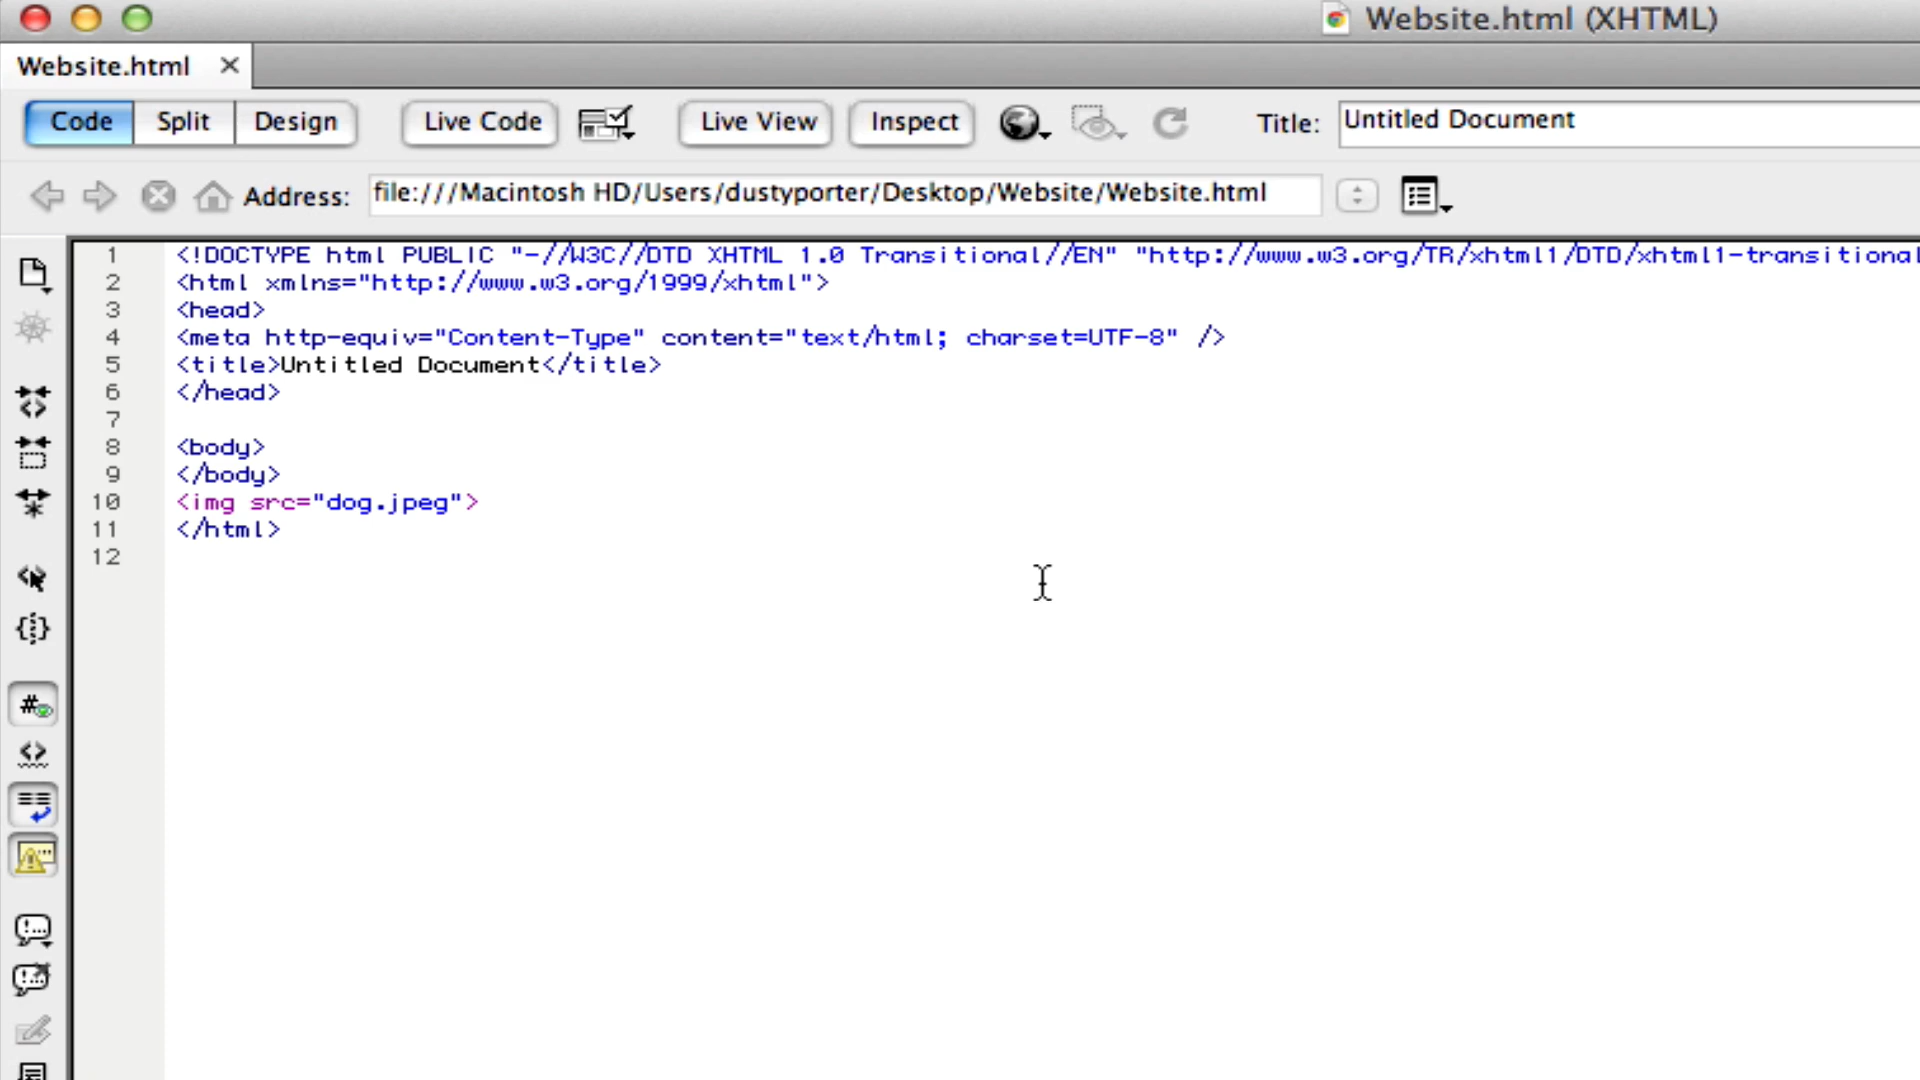 Website.html (XHTML)
Website.html
Code Split Design Live Code Live View Inspect Title: Untitled Document
Address: file:///Macintosh HD/Users/dustyporter/Desktop/Website/Website.html
1 <!DOCTYPE html PUBLIC "-//W3C//DTD XHTML 1.0 Transitional//EN" "http://www.w3.org/TR/xhtml1/DTD/xhtml1-transitional
2 <html xmlns="http://www.w3.org/1999/xhtml">
3 <head>
4 <meta http-equiv="Content-Type" content="text/html; charset=UTF-8" />
5 <title>Untitled Document</title>
6 </head>
7
8 <body>
9 </body>
10 <img src="dog.jpeg">
11 </html>
12